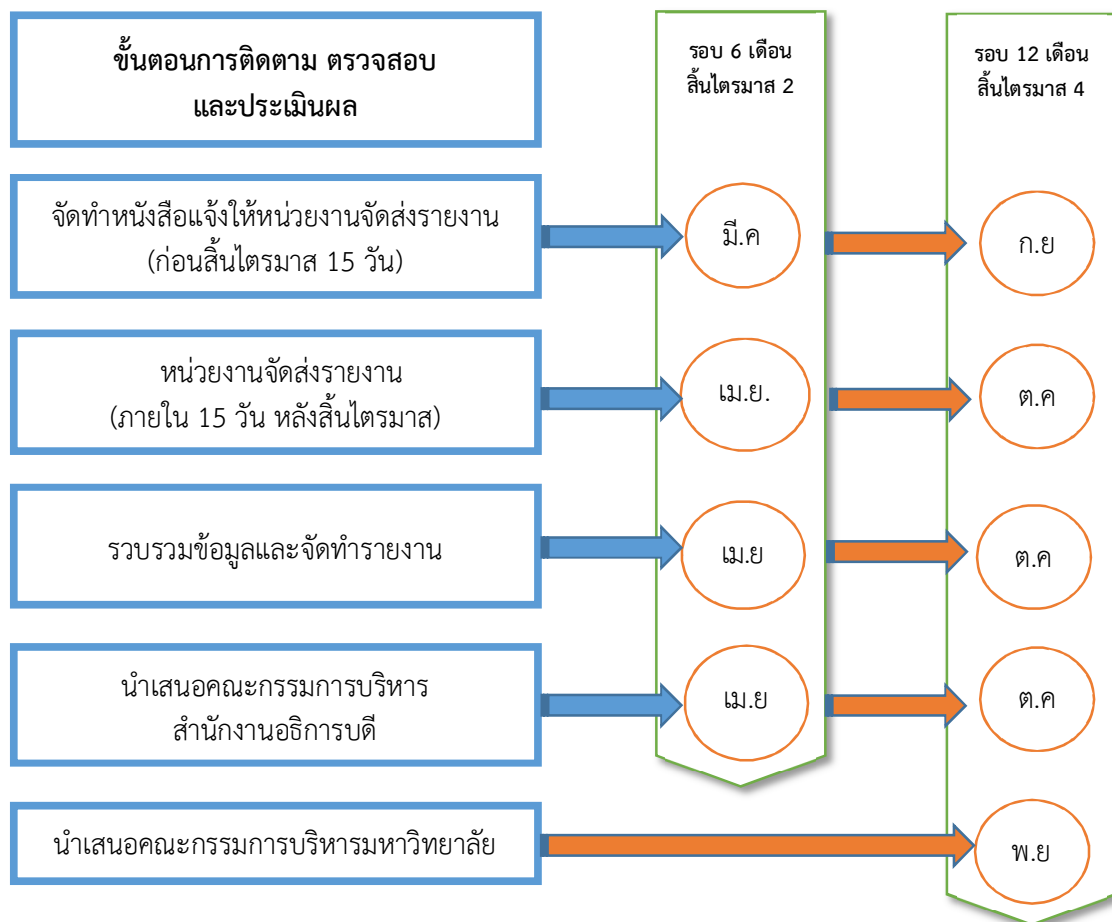 ขั้นตอนการติดตาม ตรวจสอบ
และประเมินผล
รอบ 6 เดือน
สิ้นไตรมาส 2
รอบ 12 เดือน
สิ้นไตรมาส 4
จัดทำหนังสือแจ้งให้หน่วยงานจัดส่งรายงาน
(ก่อนสิ้นไตรมาส 15 วัน)
มี.ค
ก.ย
หน่วยงานจัดส่งรายงาน
(ภายใน 15 วัน หลังสิ้นไตรมาส)
เม.ย.
ต.ค
รวบรวมข้อมูลและจัดทำรายงาน
เม.ย
ต.ค
นำเสนอคณะกรรมการบริหาร
สำนักงานอธิการบดี
เม.ย
ต.ค
นำเสนอคณะกรรมการบริหารมหาวิทยาลัย
พ.ย